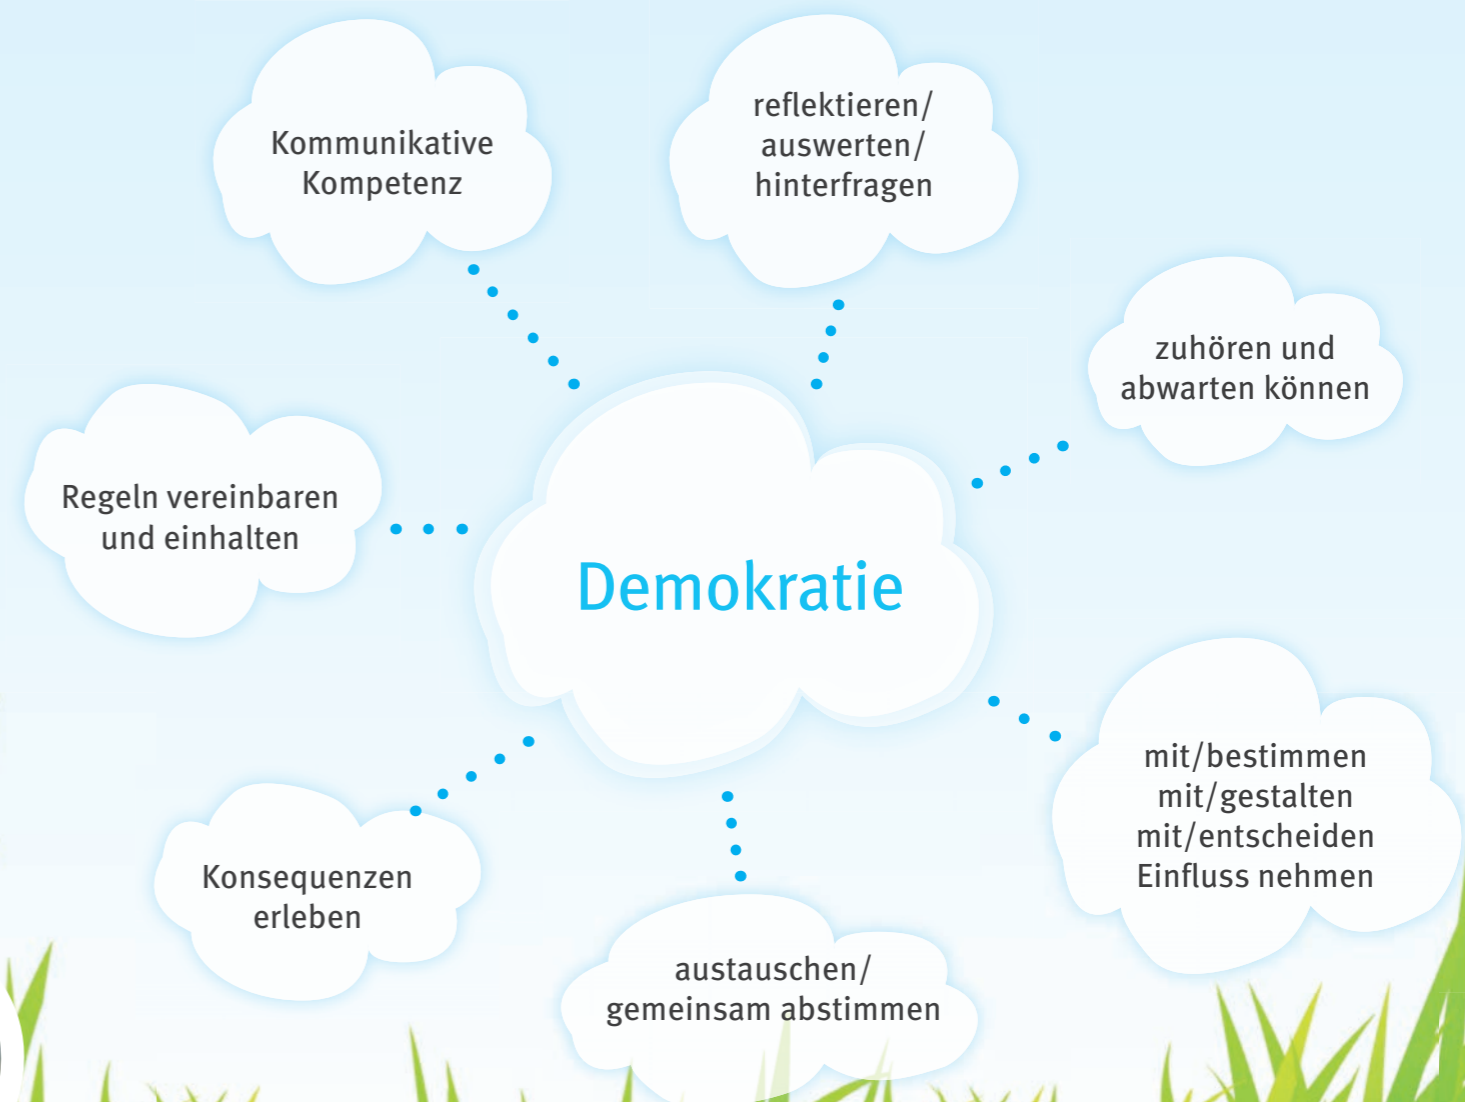 Kommunikative
Kompetenz
reflektieren/
auswerten/
hinterfragen
zuhören und
abwarten können
Regeln vereinbaren
und einhalten
Demokratie
mit/bestimmen
mit/gestalten
mit/entscheiden
Einfluss nehmen
Konsequenzen
erleben
austauschen/
gemeinsam abstimmen